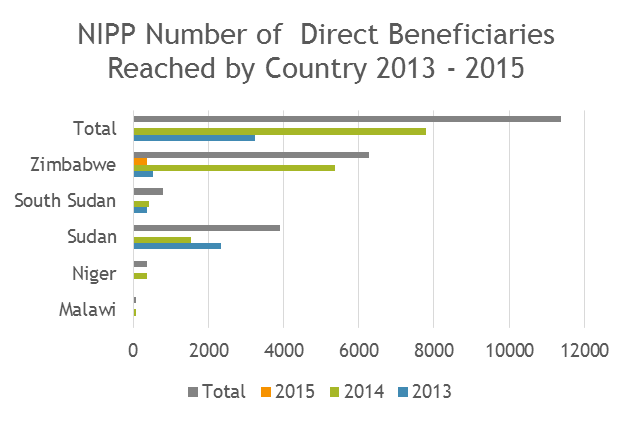 NIPP Number of  Direct Beneficiaries
Reached by Country 2013 - 2015
Total
Zimbabwe
South Sudan
Sudan
Niger
Malawi
0 2000 4000 6000 8000 10000 12000
Total 2015 2014 2013